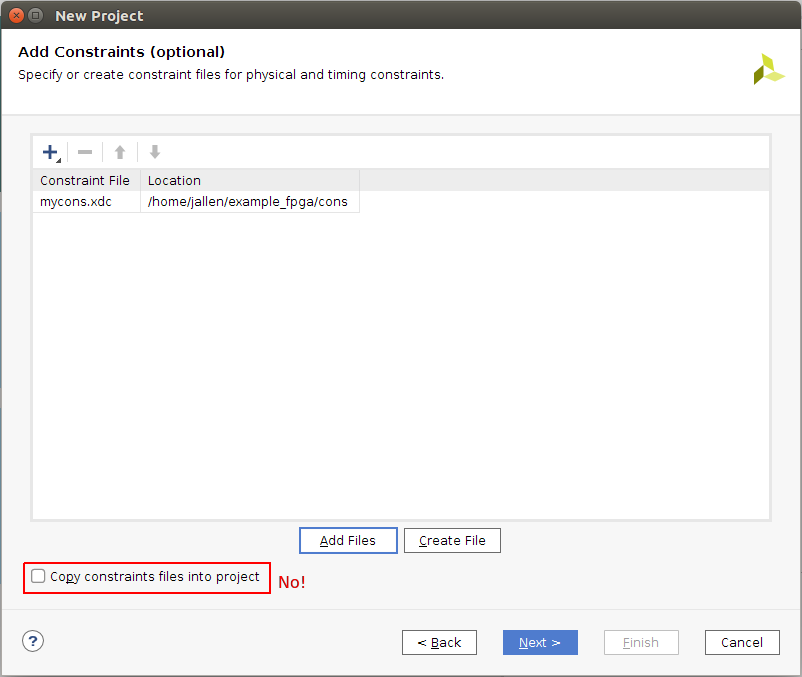 New Project
Add Constraints (optional)
Specify or create constraint files for physical and timing constraints.
Constraint File Location
mycons.xdc /home/jallen/example_fpga/cons
Add Files Create File
Copy constraints files into project No!
? < Back Next > Finish Cancel